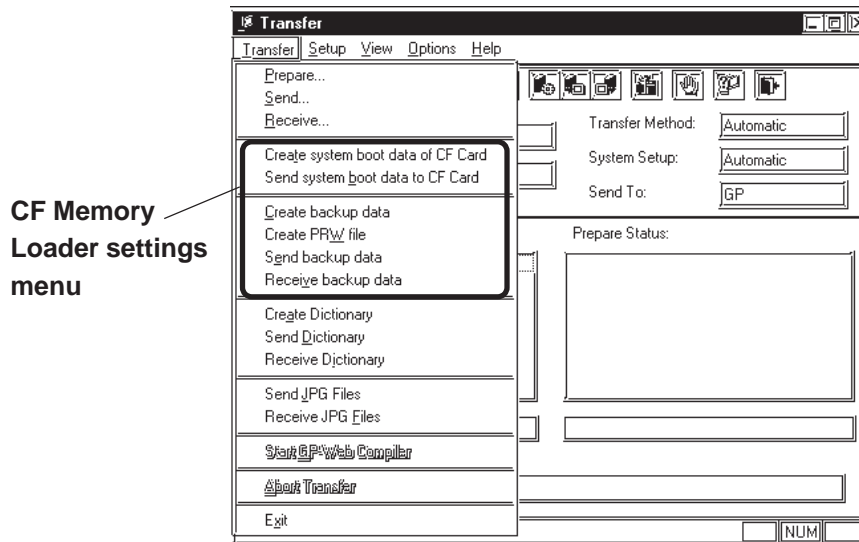 Transfer
Transfer Setup View Options Help
Prepare...
Send...
Receive...
Create system boot data of CF Card
Send system boot data to CF Card
Create backup data
Create PRW file
Send backup data
Receive backup data
Create Dictionary
Send Dictionary
Receive Dictionary
Send JPG Files
Receive JPG Files
Start GP-Web Compiler
Abort Transfer
Exit
CF Memory
Loader settings
menu
Transfer Method: Automatic
System Setup: Automatic
Send To: GP
Prepare Status:
NUM